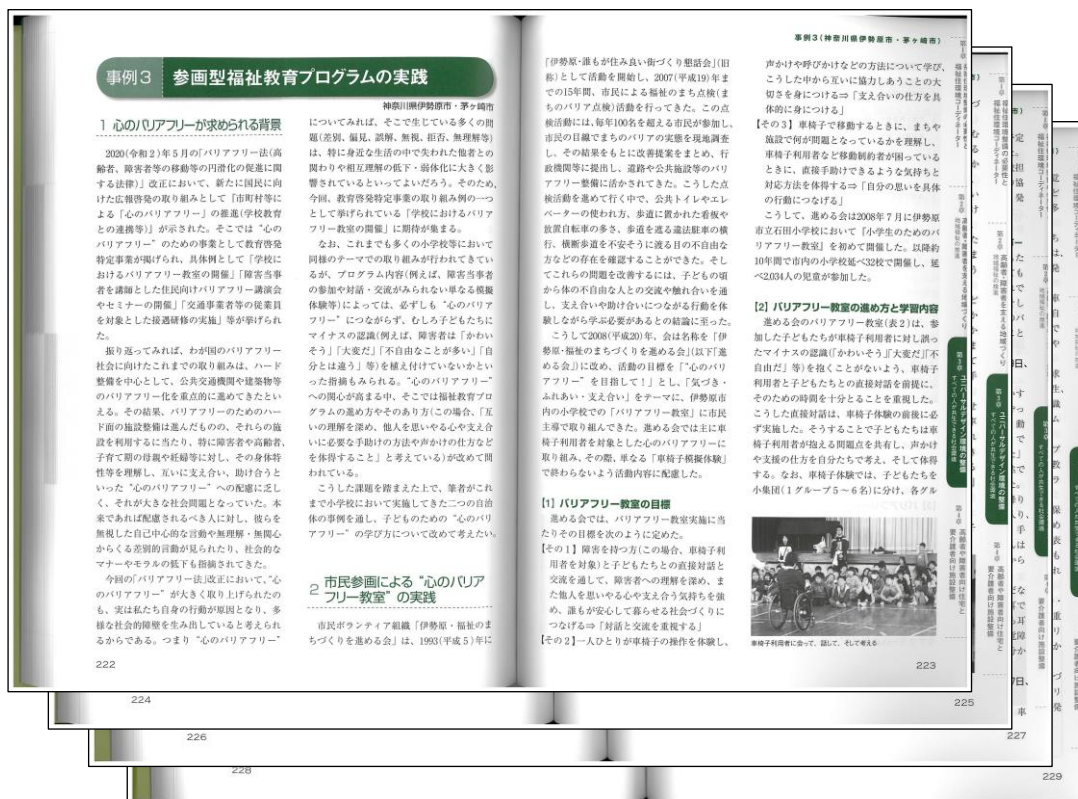 事例3 参画型福祉教育プログラムの実践
神奈川県伊勢原市・茅ヶ崎市
1 心のバリアフリーが求められる背景
2020(令和2)年5月の「バリアフリー法(高
齢者、障害者等の移動等の円滑化の促進に関
する法律)」改正において、新たに国民に向
けた広報啓発の取り組みとして「市町村等に
よる「心のバリアフリー」の推進(学校教育
との連携等)」が示された。そこでは“心の
バリアフリー”のための事業として教育啓発
特定事業が掲げられ、具体例として「学校に
おけるバリアフリー教室の開催」「障害当事
者を講師とした住民向けバリアフリー講演会
やセミナーの開催」「交通事業者等の従業員
を対象とした接遇研修の実施」等が挙げられ
た。
振り返ってみれば、わが国のバリアフリー
社会に向けたこれまでの取り組みは、ハード
整備を中心として、公共交通機関や建築物等
のバリアフリー化を重点的に進めてきたとい
える。その結果、バリアフリーのためのハー
ド面の施設整備は進んだものの、それらの施
設を利用するに当たり、特に障害者や高齢者、
子育て期の母親や妊婦等に対し、その身体特
性等を理解し、互いに支え合い、助け合うと
いった“心のバリアフリー”への配慮に乏し
く、それが大きな社会問題となっていた。本
来であれば配慮されるべき人に対し、彼らを
無視した自己中心的な言動や無理解・無関心
からくる差別的言動が見られたり、社会的な
マナーやモラルの低下も指摘されてきた。
今回の「バリアフリー法」改正において、“心
のバリアフリー”が大きく取り上げられたの
も、実は私たち自身の行動が原因となり、多
様な社会的障壁を生み出していると考えられ
るからである。つまり“心のバリアフリー”
についてみれば、そこで生じている多くの問
題(差別、偏見、誤解、無視、拒否、無理解等)
は、特に身近な生活の中で失われた他者との
関わりや相互理解の低下・弱体化に大きく影
響されているといってよいだろう。そのため、
今回、教育啓発特定事業の取り組み例の一つ
として挙げられている「学校におけるバリア
フリー教室の開催」に期待が集まる。
なお、これまでも多くの小学校等において
同様のテーマでの取り組みが行われてきてい
るが、プログラム内容(例えば、障害当事者
の参加や対話・交流がみられない単なる模擬
体験等)によっては、必ずしも“心のバリア
フリー”につながらず、むしろ子どもたちに
マイナスの認識(例えば、障害者は「かわい
そう」「大変だ」「不自由なことが多い」「自
分とは違う」等)を植え付けていないかとい
った指摘もみられる。“心のバリアフリー”
への関心が高まる中、そこでは福祉教育プロ
グラムの進め方やそのあり方(この場合、「互
いの理解を深め、他人を思いやる心や支え合
いに必要な手助けの方法や声かけの仕方など
を体得すること」と考えている)が改めて問
われている。
こうした課題を踏まえた上で、筆者がこれ
まで小学校において実施してきた二つの自治
体の事例を通し、子どものための“心のバリ
アフリー”の学び方について改めて考えたい。
2 市民参画による“心のバリア
フリー教室”の実践
市民ボランティア組織「伊勢原・福祉のま
ちづくりを進める会」は、1993(平成5)年に
222
事例3(神奈川県伊勢原市・茅ヶ崎市)
「伊勢原・誰もが住み良い街づくり懇話会」(旧
称)として活動を開始し、2007(平成19)年ま
での15年間、市民による福祉のまち点検(ま
ちのバリア点検)活動を行ってきた。この点
検活動には、毎年100名を超える市民が参加し、
市民の目線でまちのバリアの実態を現地調査
し、その結果をもとに改善提案をまとめ、行
政機関等に提出し、道路や公共施設等のバリ
アフリー整備に活かされてきた。こうした点
検活動を進めて行く中で、公共トイレやエレ
ベーターの使われ方、歩道に置かれた看板や
放置自転車の多さ、歩道を遮る違法駐車の横
行、横断歩道を不安そうに渡る目の不自由な
方などの存在を確認することができた。そし
てこれらの問題を改善するには、子どもの頃
から体の不自由な人との交流や触れ合いを通
し、支え合いや助け合いにつながる行動を体
験しながら学ぶ必要があるとの結論に至った。
こうして2008(平成20)年、会は名称を「伊
勢原・福祉のまちづくりを進める会」(以下「進
める会」)に改め、活動の目標を「“心のバリ
アフリー”を目指して!」とし、「気づき・
ふれあい・支え合い」をテーマに、伊勢原市
内の小学校での「バリアフリー教室」に市民
主導で取り組んできた。進める会では主に車
椅子利用者を対象とした心のバリアフリーに
取り組み、その際、単なる「車椅子模擬体験」
で終わらないよう活動内容に配慮した。
[1] バリアフリー教室の目標
進める会では、バリアフリー教室実施に当
たりその目標を次のように定めた。
【その1】障害を持つ方(この場合、車椅子利
用者を対象)と子どもたちとの直接対話と
交流を通して、障害者への理解を深め、ま
た他人を思いやる心や支え合う気持ちを強
め、誰もが安心して暮らせる社会づくりに
つなげる⇒「対話と交流を重視する」
【その2】一人ひとりが車椅子の操作を体験し、
声かけや呼びかけなどの方法について学び、
こうした中から互いに協力しあうことの大
切さを身につける⇒「支え合いの仕方を具
体的に身につける」
【その3】車椅子で移動するときに、まちや
施設で何が問題となっているかを理解し、
車椅子利用者など移動制約者が困っている
ときに、直接手助けできるような気持ちと
対応方法を体得する⇒「自分の思いを具体
の行動につなげる」
こうして、進める会は2008年7月に伊勢原
市立石田小学校において『小学生のためのバ
リアフリー教室』を初めて開催した。以降約
10年間で市内の小学校延べ32校で開催し、延
べ2,034人の児童が参加した。
[2] バリアフリー教室の進め方と学習内容
進める会のバリアフリー教室(表2)は、参
加した子どもたちが車椅子利用者に対し誤っ
たマイナスの認識(「かわいそう」「大変だ」「不
自由だ」等)を抱くことがないよう、車椅子
利用者と子どもたちとの直接対話を前提に、
そのための時間を十分とることを重視した。
こうした直接対話は、車椅子体験の前後に必
ず実施した。そうすることで子どもたちは車
椅子利用者が抱える問題点を共有し、声かけ
や支援の仕方を自分たちで考え、そして体得
する。なお、車椅子体験では、子どもたちを
小集団(1グループ5~6名)に分け、各グル
車椅子利用者に会って、話して、そして考える
223
第2章
高齢者・障害者を支える地域づくり
地域福祉の推進
第3章
ユニバーサルデザイン環境の整備
すべての人が共生できる社会環境
第4章
高齢者や障害者向け住宅と
要介護者向け施設整備
224
225
226
227
228
229